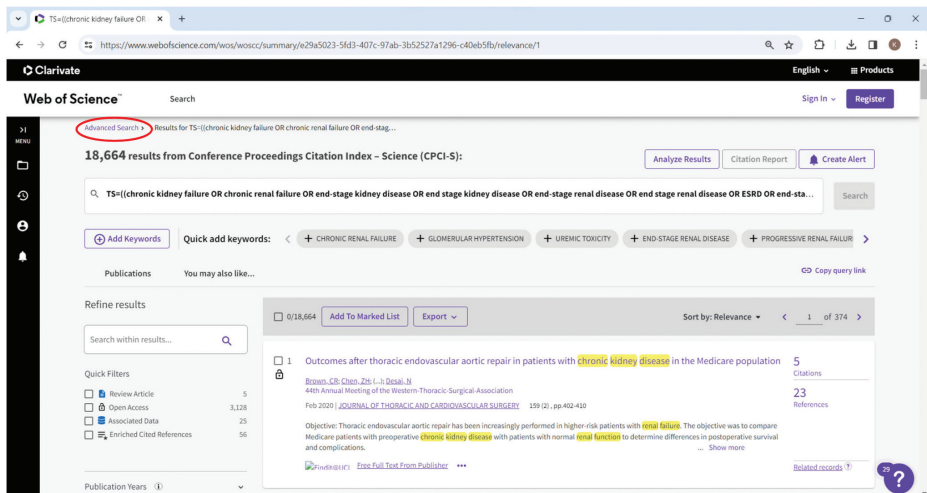 TS=((chronic kidney failure OR
https://www.webofscience.com/wos/woscc/summary/e29a5023-5fd3-407c-97ab-3b52527a1296-c40eb5fb/relevance/1
K
Clarivate
English
Products
Web of Science™
Search
Sign In
Register
MENU
Advanced Search > Results for TS=((chronic kidney failure OR chronic renal failure OR end-stag...
18,664 results from Conference Proceedings Citation Index – Science (CPCI-S):
Analyze Results
Citation Report
Create Alert
TS=((chronic kidney failure OR chronic renal failure OR end-stage kidney disease OR end stage kidney disease OR end-stage renal disease OR end stage renal disease OR ESRD OR end-sta...
Search
Add Keywords
Quick add keywords:
+ CHRONIC RENAL FAILURE
+ GLOMERULAR HYPERTENSION
+ UREMIC TOXICITY
+ END-STAGE RENAL DISEASE
+ PROGRESSIVE RENAL FAILUR
Publications
You may also like...
Copy query link
Refine results
0/18,664
Add To Marked List
Export
Sort by: Relevance
1 of 374
Search within results...
Quick Filters
Review Article 5
Open Access 3,128
Associated Data 25
Enriched Cited References 56
Publication Years
1
Outcomes after thoracic endovascular aortic repair in patients with chronic kidney disease in the Medicare population
Brown, CR; Chen, ZH; (...); Desai, N
44th Annual Meeting of the Western-Thoracic-Surgical-Association
Feb 2020 | JOURNAL OF THORACIC AND CARDIOVASCULAR SURGERY 159 (2) , pp.402-410
Objective: Thoracic endovascular aortic repair has been increasingly performed in higher-risk patients with renal failure. The objective was to compare
Medicare patients with preoperative chronic kidney disease with patients with normal renal function to determine differences in postoperative survival
and complications.
... Show more
Free Full Text From Publisher
5
Citations
23
References
Related records
29
?